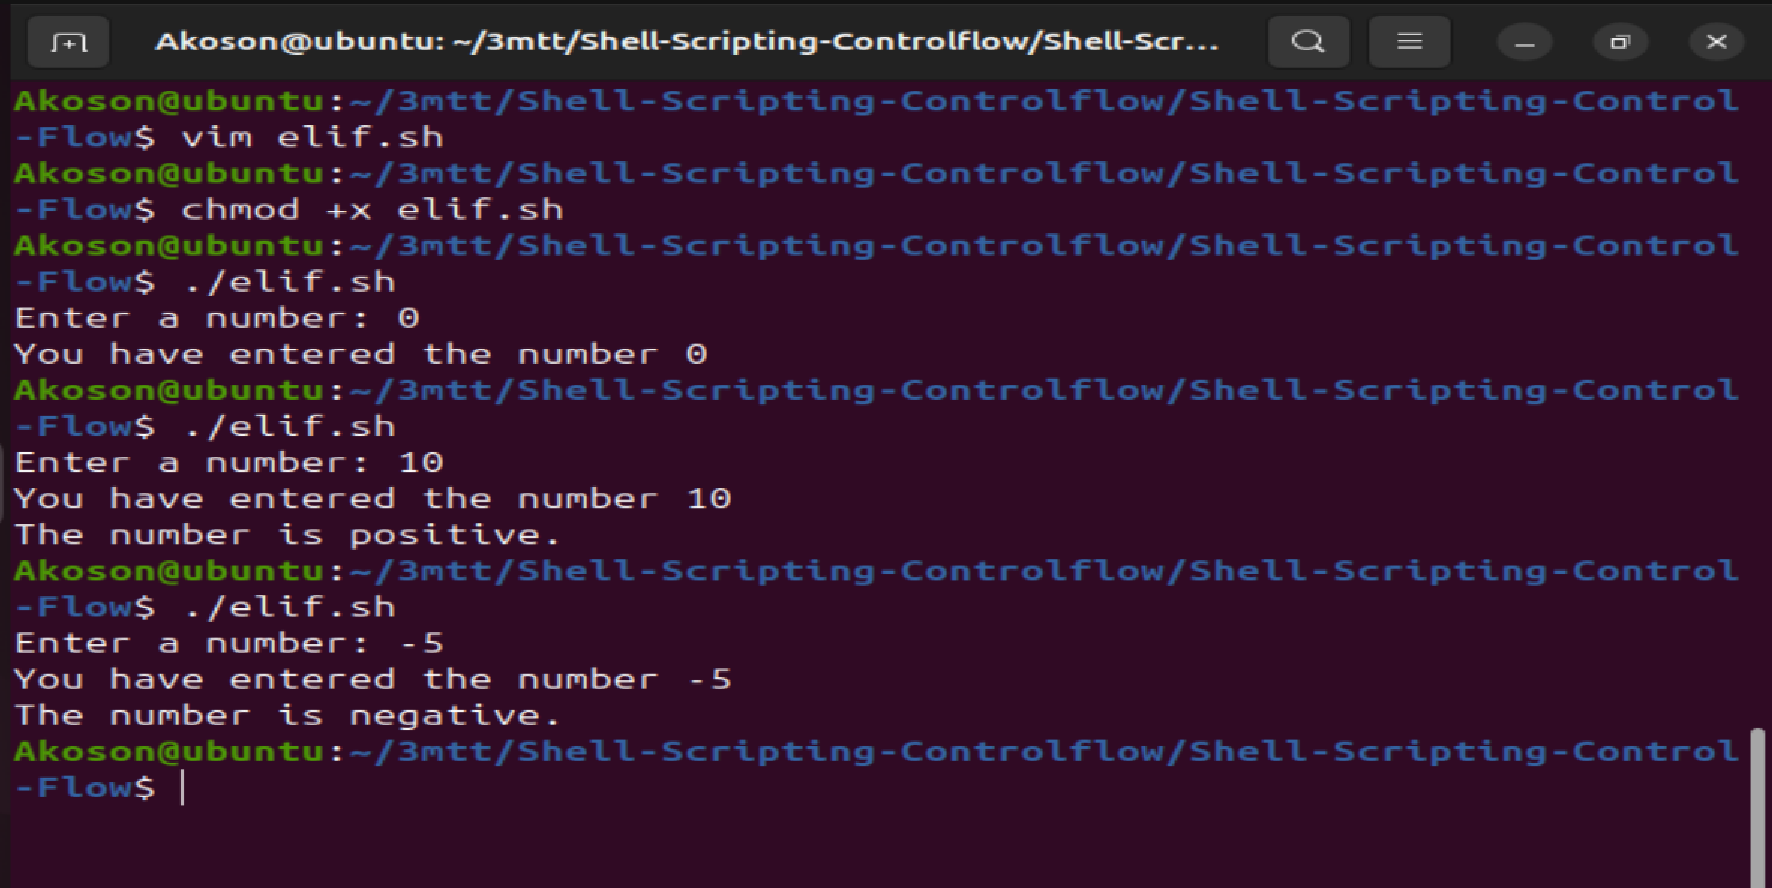 Akoson@ubuntu: ~/3mtt/Shell-Scripting-Controlflow/Shell-Scr...
Akoson@ubuntu:~/3mtt/Shell-Scripting-Controlflow/Shell-Scripting-Control
-Flow$ vim elif.sh
Akoson@ubuntu:~/3mtt/Shell-Scripting-Controlflow/Shell-Scripting-Control
-Flow$ chmod +x elif.sh
Akoson@ubuntu:~/3mtt/Shell-Scripting-Controlflow/Shell-Scripting-Control
-Flow$ ./elif.sh
Enter a number: 0
You have entered the number 0
Akoson@ubuntu:~/3mtt/Shell-Scripting-Controlflow/Shell-Scripting-Control
-Flow$ ./elif.sh
Enter a number: 10
You have entered the number 10
The number is positive.
Akoson@ubuntu:~/3mtt/Shell-Scripting-Controlflow/Shell-Scripting-Control
-Flow$ ./elif.sh
Enter a number: -5
You have entered the number -5
The number is negative.
Akoson@ubuntu:~/3mtt/Shell-Scripting-Controlflow/Shell-Scripting-Control
-Flow$